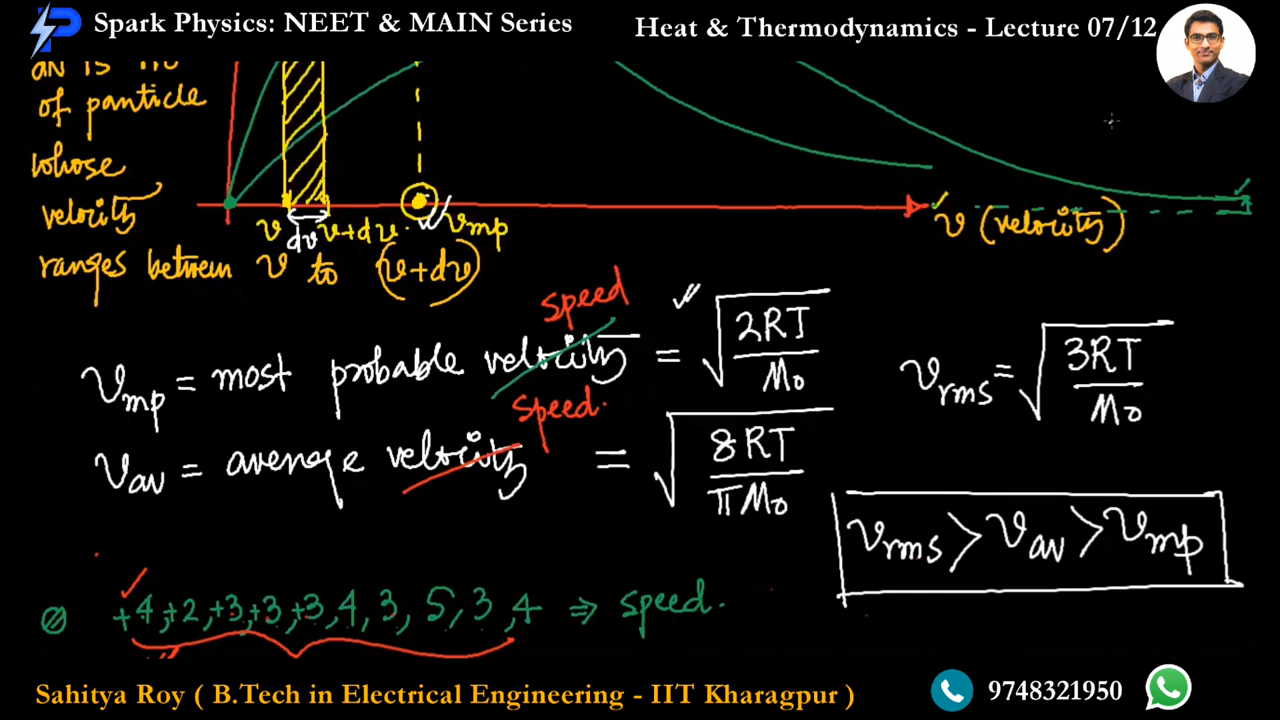 Spark Physics: NEET & MAIN Series
Heat & Thermodynamics - Lecture 07/12
of particle
whose
velocity
v dv v+dv. vmp v (velocity)
ranges between v to (v+dv)
speed
vmp = most probable velocity = √(2RT/M₀)
vrms = √(3RT/M₀)
speed.
vav = average velocity = √(8RT/πM₀)
vrms > vav > vmp
+4,+2,+3,+3,+3,4,3,5,3,4 ⇒ speed.
Sahitya Roy ( B.Tech in Electrical Engineering - IIT Kharagpur )
9748321950